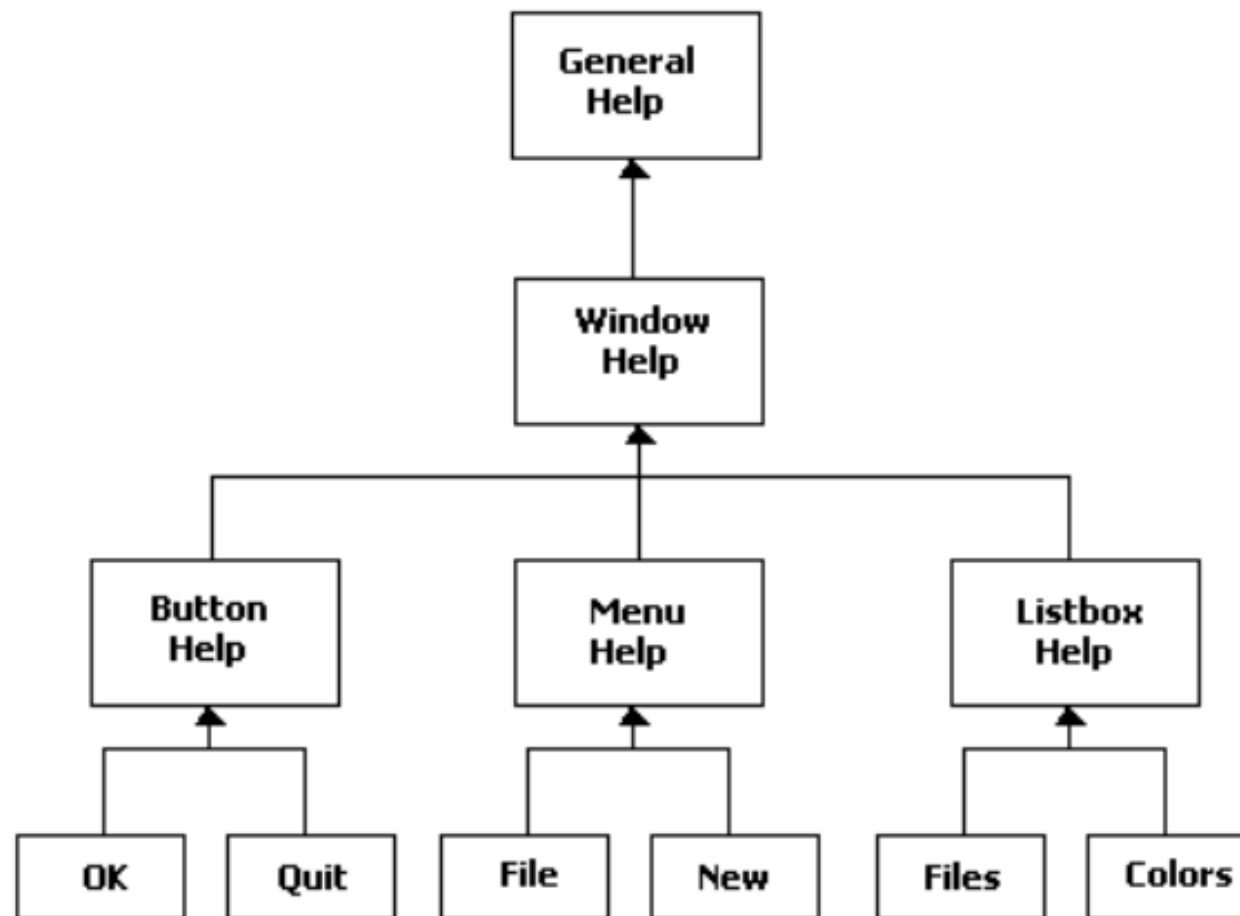 General
Help
Window
Help
Button
Help
Menu
Help
Listbox
Help
OK
Quit
File
New
Files
Colors